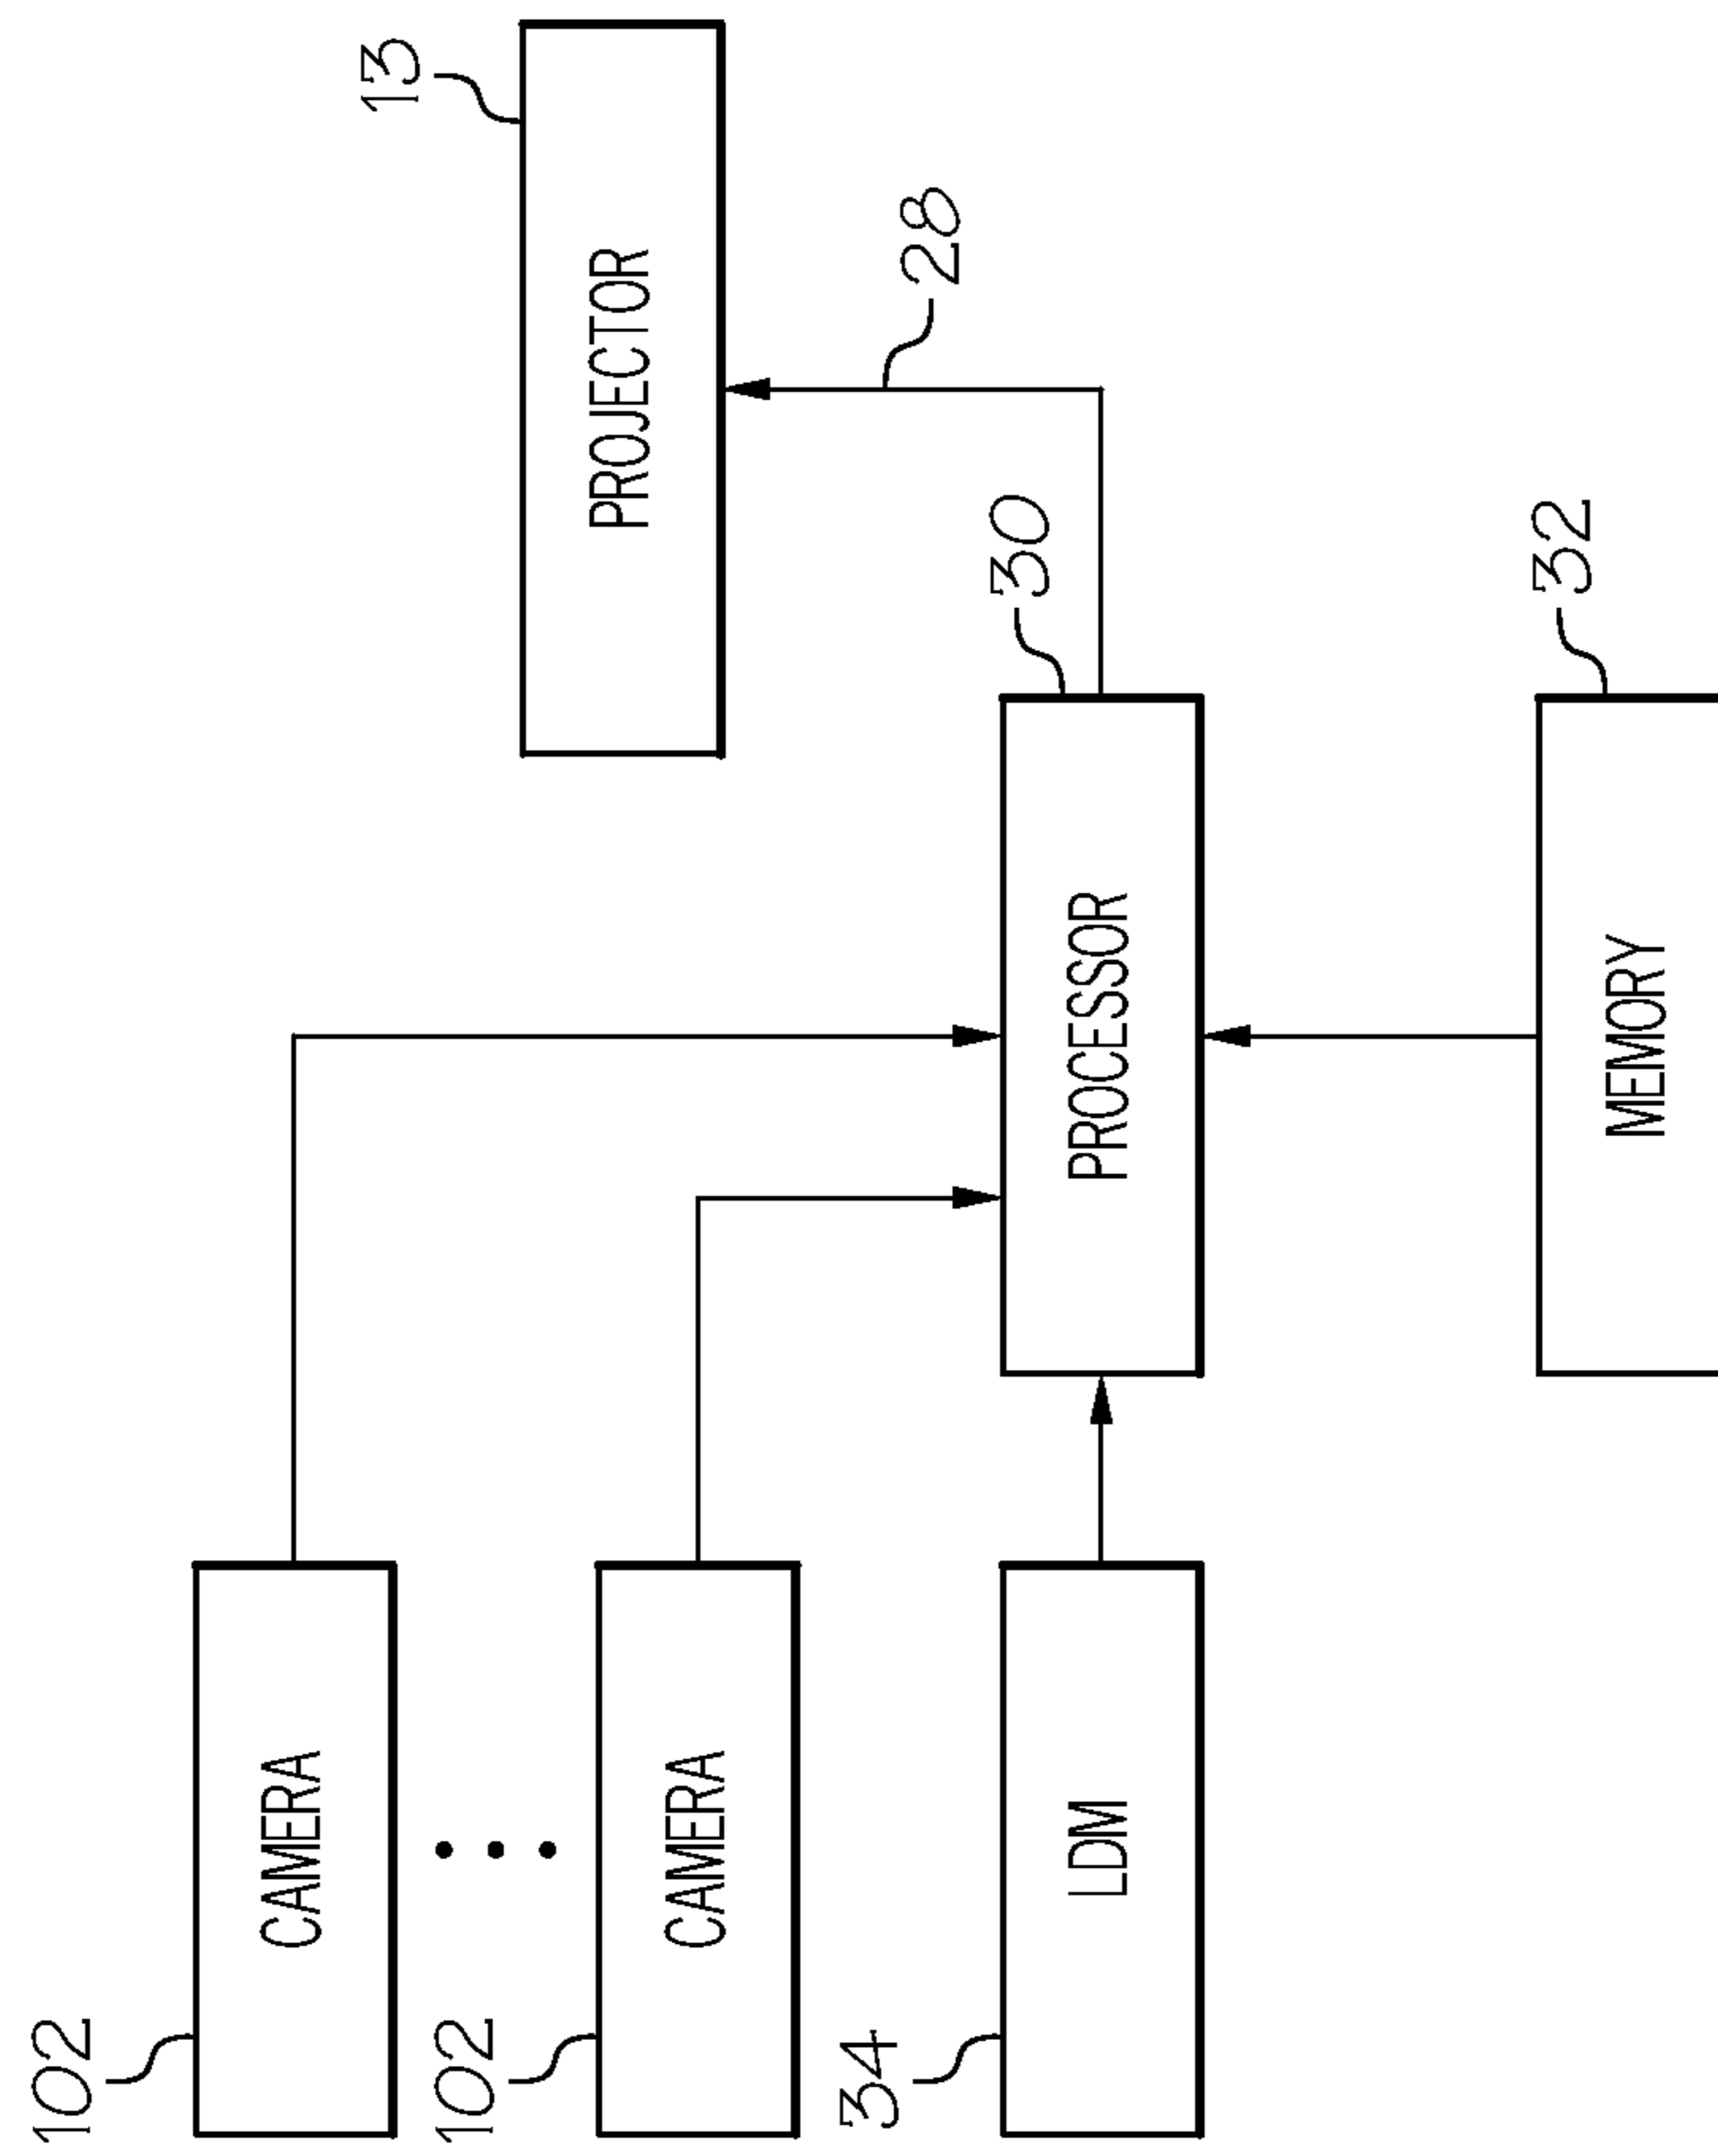 102
CAMERA
102
CAMERA
34
LDM
13
PROJECTOR
28
30
PROCESSOR
32
MEMORY